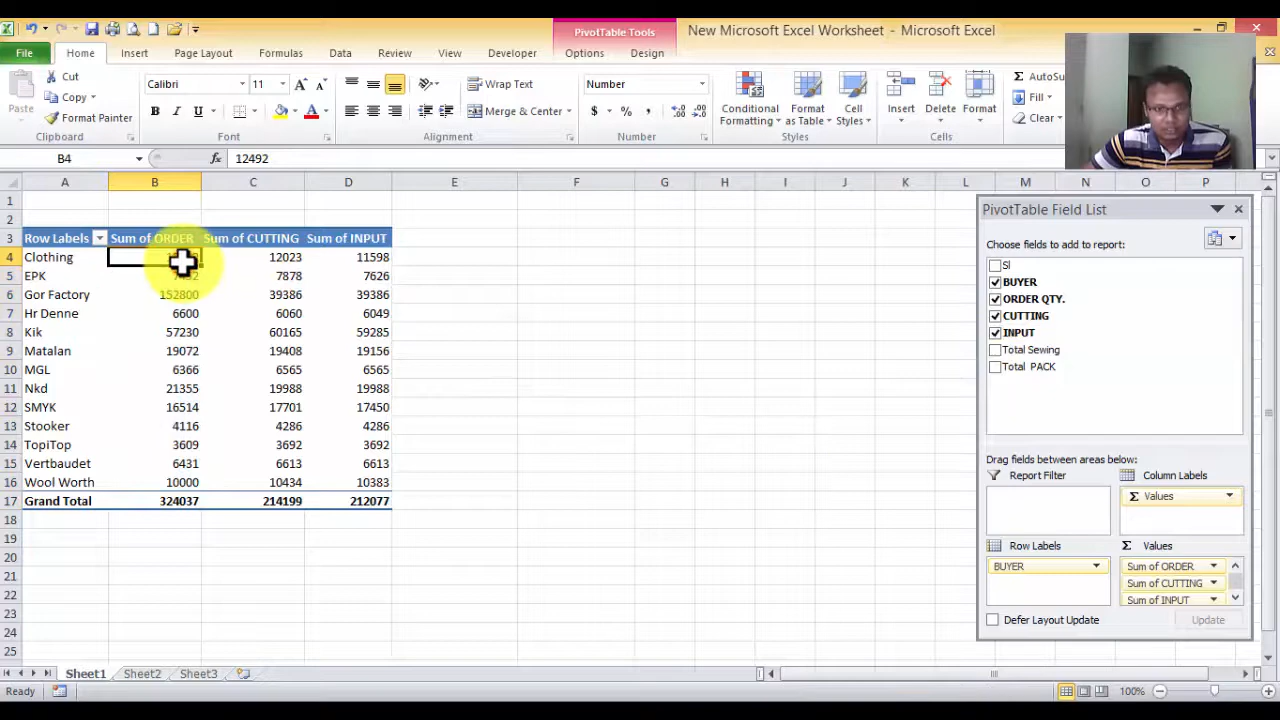 PivotTable Tools
New Microsoft Excel Worksheet - Microsoft Excel
File Home Insert Page Layout Formulas Data Review View Developer Options Design
Paste
Cut
Copy
Format Painter
Clipboard
Calibri 11
B I U
Font
Wrap Text
Merge & Center
Alignment
Number
$ % ,
Number
Conditional Formatting
Format as Table
Cell Styles
Styles
Insert Delete Format
Cells
Σ AutoSu
Fill
Clear
B4 fx 12492
A B C D E F G H I J K L M N O P
1
2
3 Row Labels Sum of ORDER Sum of CUTTING Sum of INPUT
4 Clothing 12023 11598
5 EPK 7878 7626
6 Gor Factory 152800 39386 39386
7 Hr Denne 6600 6060 6049
8 Kik 57230 60165 59285
9 Matalan 19072 19408 19156
10 MGL 6366 6565 6565
11 Nkd 21355 19988 19988
12 SMYK 16514 17701 17450
13 Stooker 4116 4286 4286
14 TopiTop 3609 3692 3692
15 Vertbaudet 6431 6613 6613
16 Wool Worth 10000 10434 10383
17 Grand Total 324037 214199 212077
18
19
20
21
22
23
24
25
PivotTable Field List
Choose fields to add to report:
Sl
BUYER
ORDER QTY.
CUTTING
INPUT
Total Sewing
Total PACK
Drag fields between areas below:
Report Filter
Column Labels
Σ Values
Row Labels
Σ Values
BUYER
Sum of ORDER
Sum of CUTTING
Sum of INPUT
Defer Layout Update
Update
Sheet1 Sheet2 Sheet3
Ready
100%